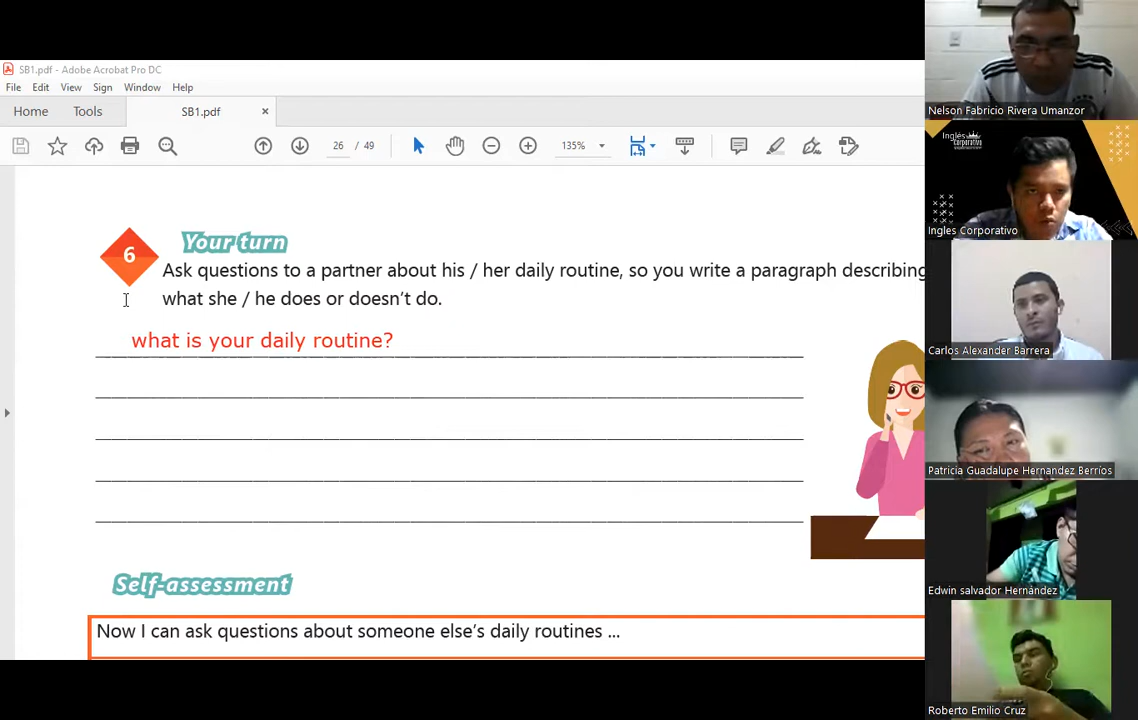 SB1.pdf - Adobe Acrobat Pro DC
File Edit View Sign Window Help
Home Tools SB1.pdf ×
26 / 49 135%
6 Your turn
Ask questions to a partner about his / her daily routine, so you write a paragraph describing
what she / he does or doesn't do.
what is your daily routine?
Self-assessment
Now I can ask questions about someone else's daily routines ...
Nelson Fabricio Rivera Umanzor
Inglés
Corporativo
Ingles Corporativo
Carlos Alexander Barrera
Patricia Guadalupe Hernandez Berríos
Edwin salvador Hernández
Roberto Emilio Cruz